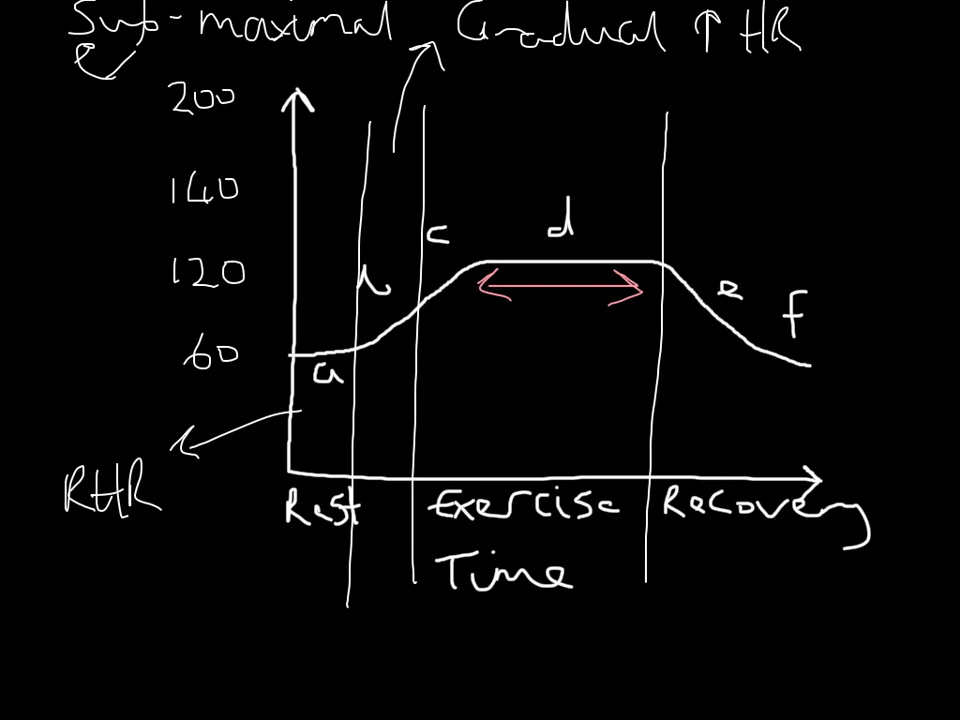 Sub-maximal Gradual ↑ HR
200
140
120
60
a
b
c
d
e
f
RHR
Rest Exercise Recovery
Time